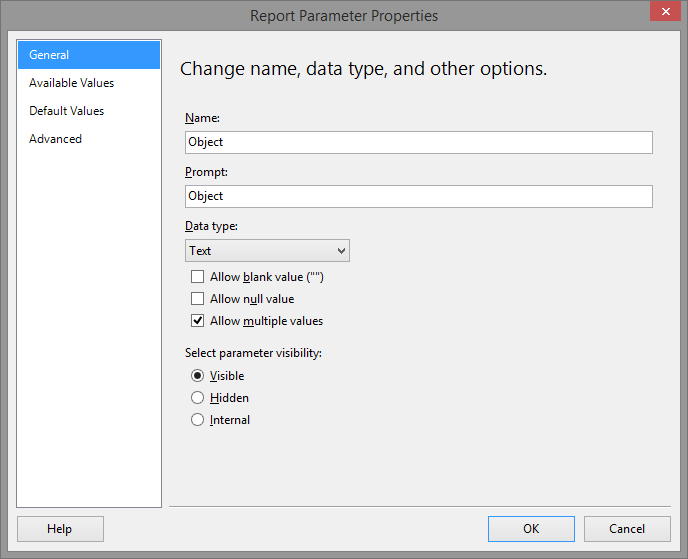 Report Parameter Properties
General
Available Values
Default Values
Advanced
Change name, data type, and other options.
Name:
Object
Prompt:
Object
Data type:
Text
Allow blank value ("")
Allow null value
Allow multiple values
Select parameter visibility:
Visible
Hidden
Internal
Help
OK
Cancel